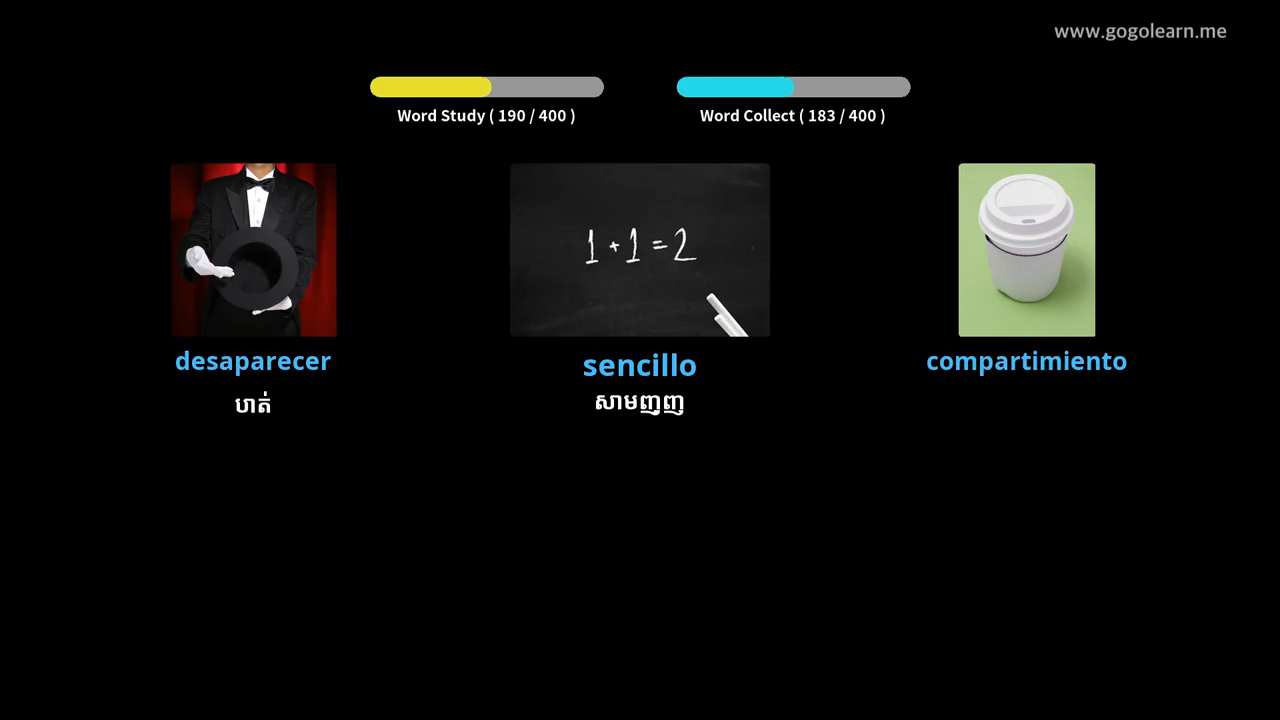 www.gogolearn.me
Word Study ( 190 / 400 )
Word Collect ( 183 / 400 )
1 + 1 = 2
desaparecer
sencillo
compartimiento
បាត់
សាមញ្ញ